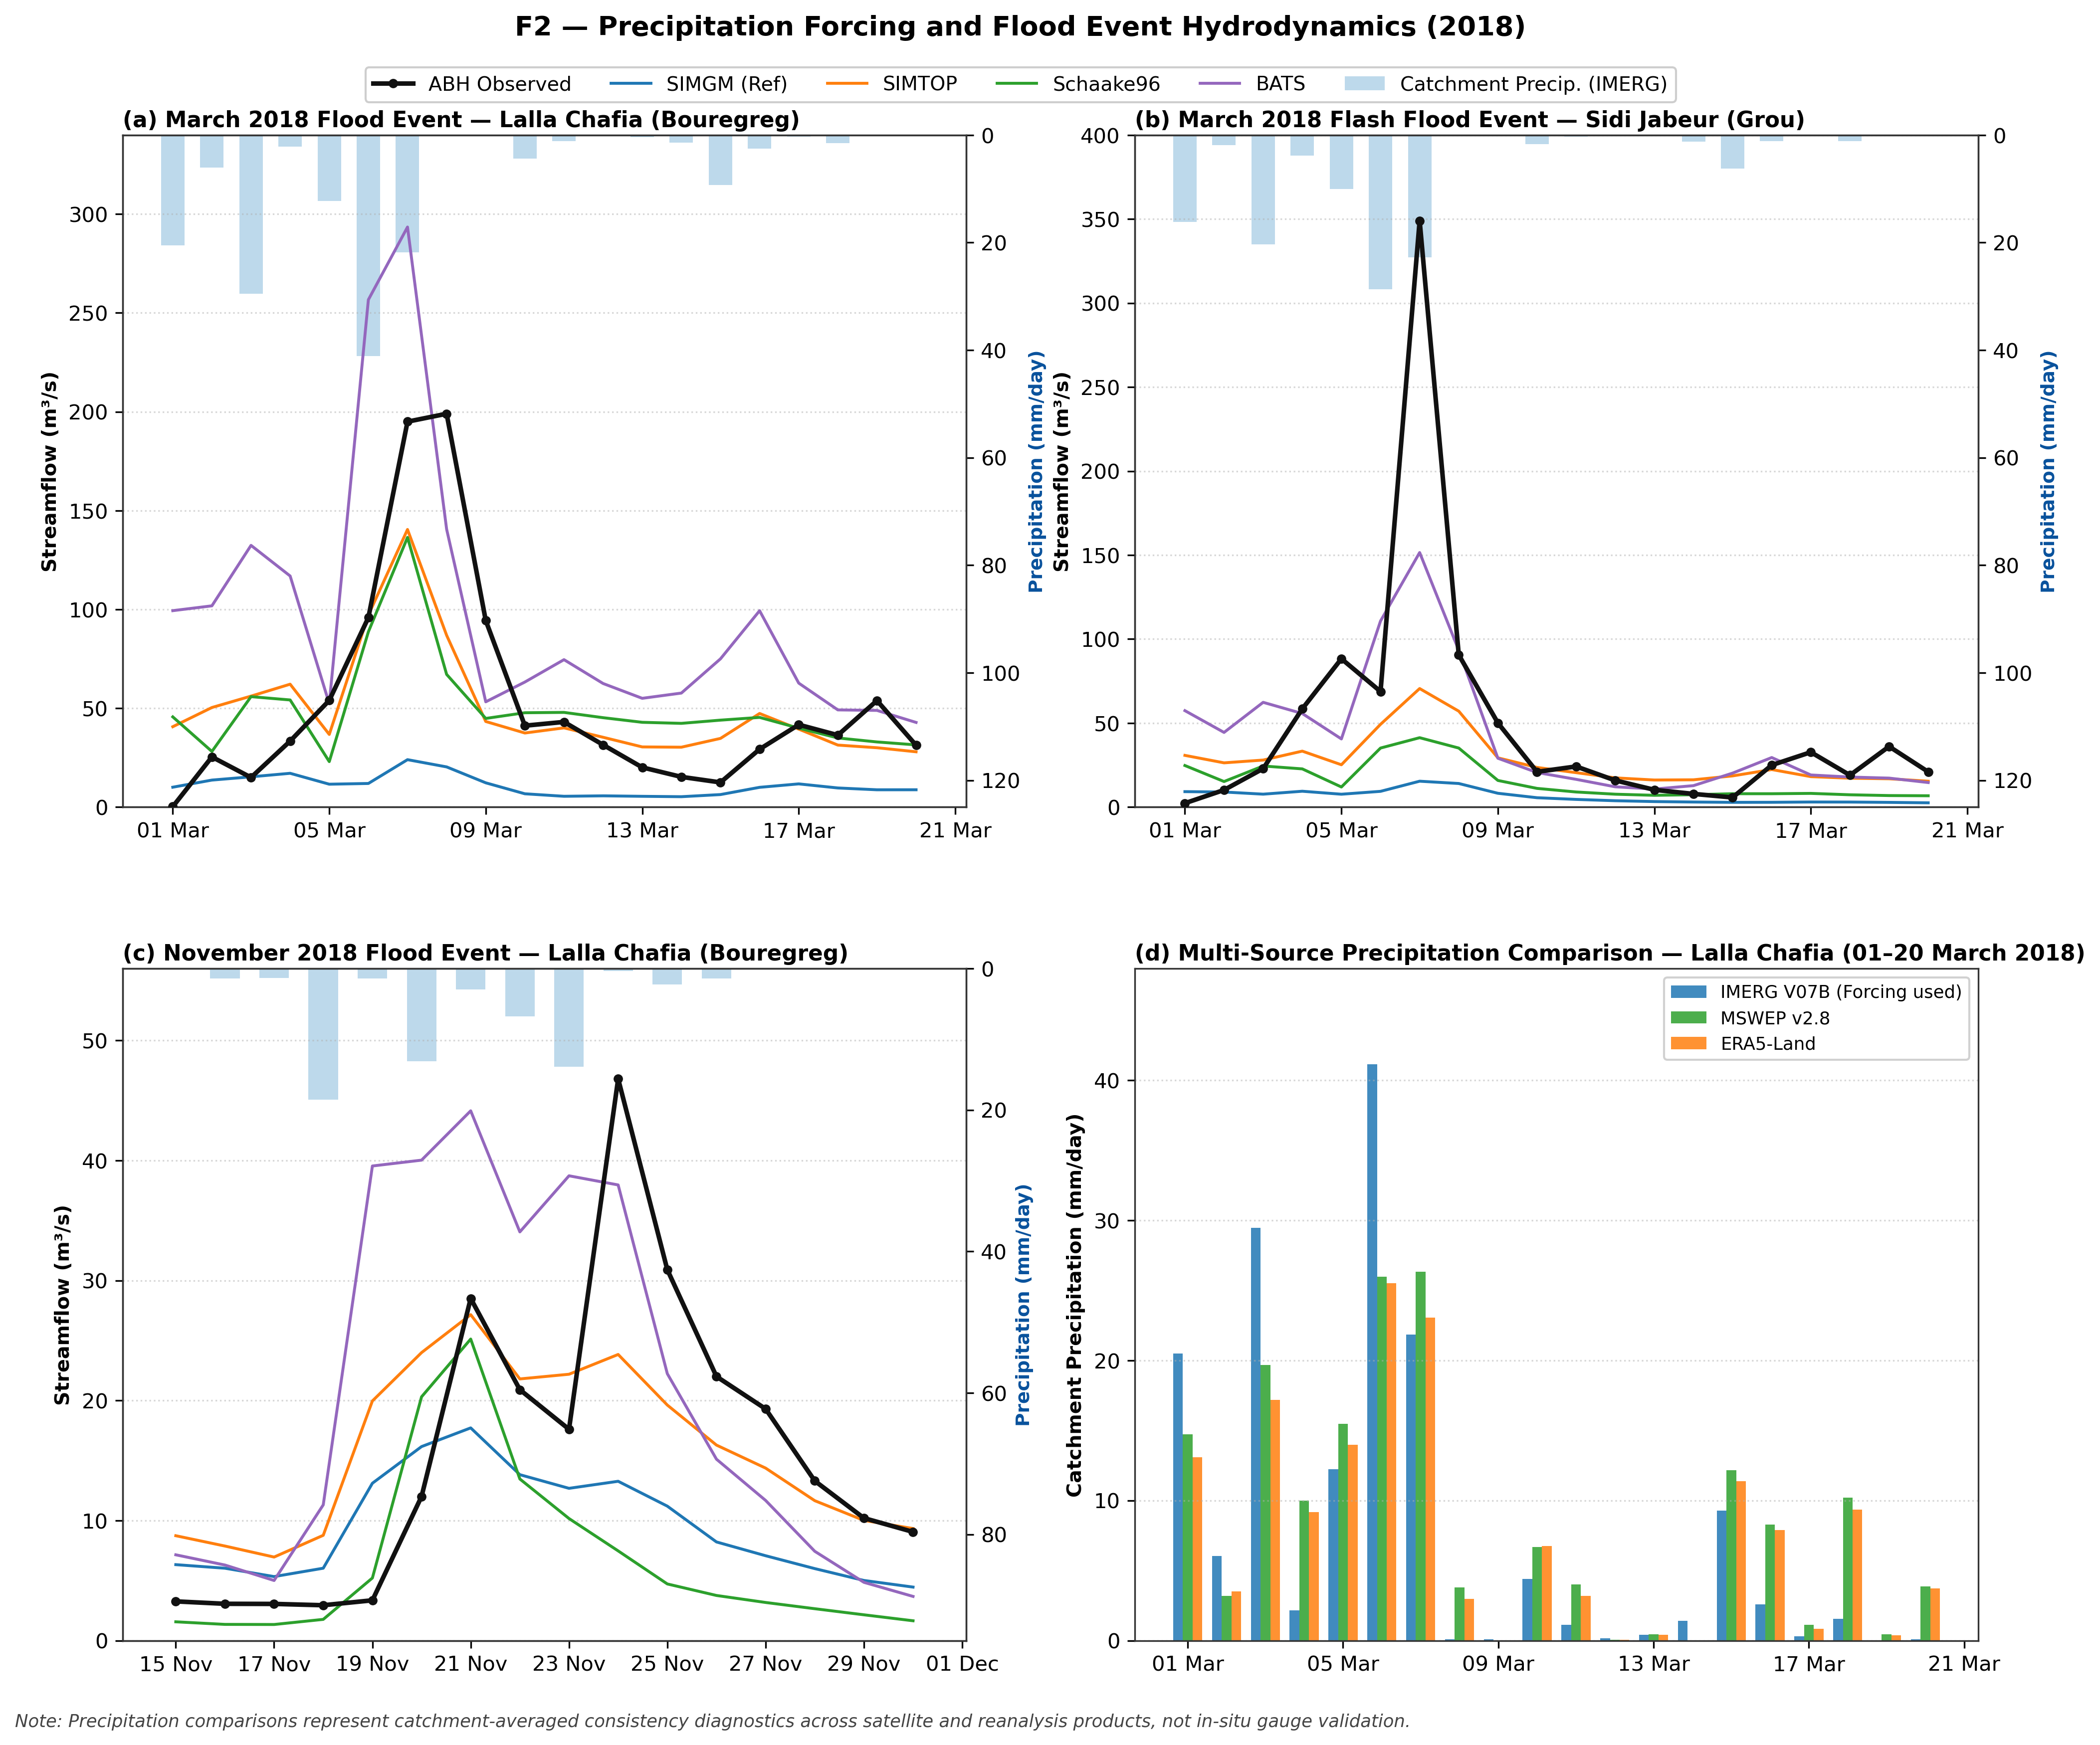 F2 — Precipitation Forcing and Flood Event Hydrodynamics (2018)
ABH Observed SIMGM (Ref) SIMTOP Schaake96 BATS Catchment Precip. (IMERG)
(a) March 2018 Flood Event — Lalla Chafia (Bouregreg)
Streamflow (m³/s)
300
250
200
150
100
50
0
01 Mar 05 Mar 09 Mar 13 Mar 17 Mar 21 Mar
0
20
40
60
80
100
120
Precipitation (mm/day)
(b) March 2018 Flash Flood Event — Sidi Jabeur (Grou)
Streamflow (m³/s)
400
350
300
250
200
150
100
50
0
01 Mar 05 Mar 09 Mar 13 Mar 17 Mar 21 Mar
0
20
40
60
80
100
120
Precipitation (mm/day)
(c) November 2018 Flood Event — Lalla Chafia (Bouregreg)
Streamflow (m³/s)
50
40
30
20
10
0
15 Nov 17 Nov 19 Nov 21 Nov 23 Nov 25 Nov 27 Nov 29 Nov 01 Dec
0
20
40
60
80
Precipitation (mm/day)
(d) Multi-Source Precipitation Comparison — Lalla Chafia (01–20 March 2018)
IMERG V07B (Forcing used)
MSWEP v2.8
ERA5-Land
Catchment Precipitation (mm/day)
40
30
20
10
0
01 Mar 05 Mar 09 Mar 13 Mar 17 Mar 21 Mar
Note: Precipitation comparisons represent catchment-averaged consistency diagnostics across satellite and reanalysis products, not in-situ gauge validation.